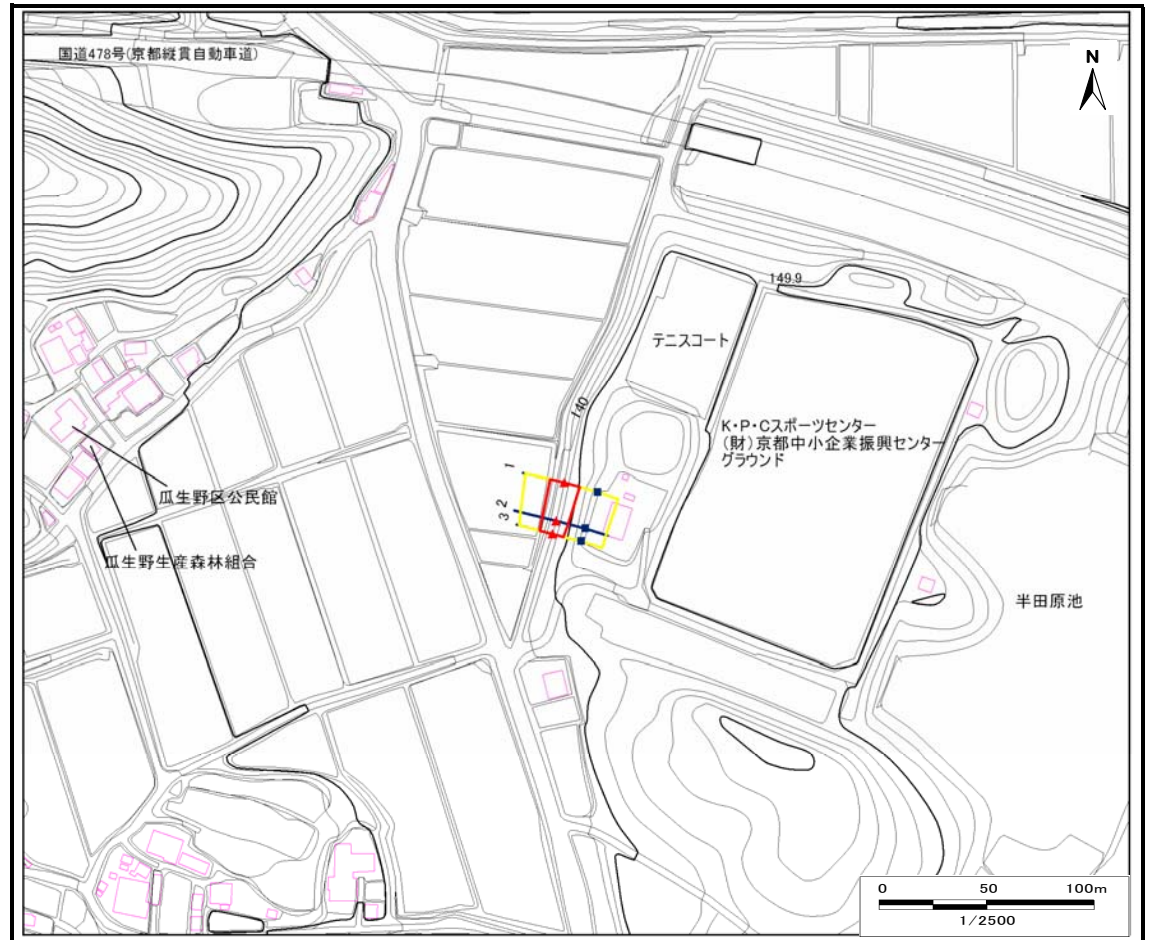 国道478号(京都縦貫自動車道)
N
149.9
テニスコート
140
K・P・Cスポーツセンター
(財)京都中小企業振興センター
グラウンド
1
2
3
瓜生野区公民館
瓜生野生産森林組合
半田原池
0 50 100m
1/2500